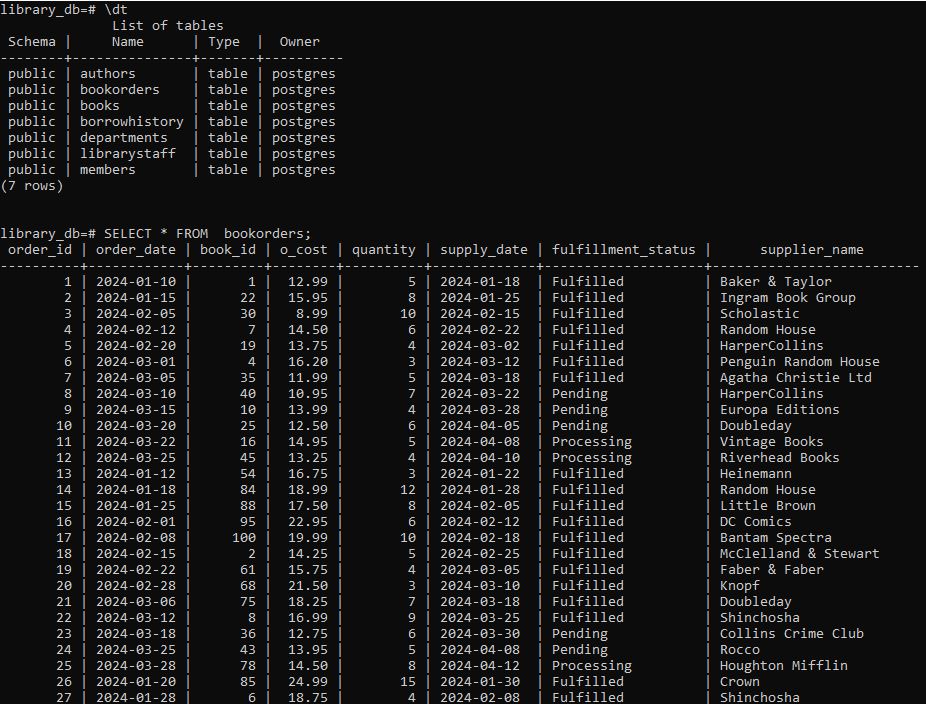 library_db=# \dt
             List of tables
 Schema |     Name      | Type  |  Owner
--------+---------------+-------+----------
 public | authors       | table | postgres
 public | bookorders    | table | postgres
 public | books         | table | postgres
 public | borrowhistory | table | postgres
 public | departments   | table | postgres
 public | librarystaff  | table | postgres
 public | members       | table | postgres
(7 rows)
library_db=# SELECT * FROM  bookorders;
 order_id | order_date | book_id | o_cost | quantity | supply_date | fulfillment_status |      supplier_name
----------+------------+---------+--------+----------+-------------+--------------------+--------------------------
        1 | 2024-01-10 |       1 |  12.99 |        5 | 2024-01-18  | Fulfilled          | Baker & Taylor
        2 | 2024-01-15 |      22 |  15.95 |        8 | 2024-01-25  | Fulfilled          | Ingram Book Group
        3 | 2024-02-05 |      30 |   8.99 |       10 | 2024-02-15  | Fulfilled          | Scholastic
        4 | 2024-02-12 |       7 |  14.50 |        6 | 2024-02-22  | Fulfilled          | Random House
        5 | 2024-02-20 |      19 |  13.75 |        4 | 2024-03-02  | Fulfilled          | HarperCollins
        6 | 2024-03-01 |       4 |  16.20 |        3 | 2024-03-12  | Fulfilled          | Penguin Random House
        7 | 2024-03-05 |      35 |  11.99 |        5 | 2024-03-18  | Fulfilled          | Agatha Christie Ltd
        8 | 2024-03-10 |      40 |  10.95 |        7 | 2024-03-22  | Pending            | HarperCollins
        9 | 2024-03-15 |      10 |  13.99 |        4 | 2024-03-28  | Pending            | Europa Editions
       10 | 2024-03-20 |      25 |  12.50 |        6 | 2024-04-05  | Pending            | Doubleday
       11 | 2024-03-22 |      16 |  14.95 |        5 | 2024-04-08  | Processing         | Vintage Books
       12 | 2024-03-25 |      45 |  13.25 |        4 | 2024-04-10  | Processing         | Riverhead Books
       13 | 2024-01-12 |      54 |  16.75 |        3 | 2024-01-22  | Fulfilled          | Heinemann
       14 | 2024-01-18 |      84 |  18.99 |       12 | 2024-01-28  | Fulfilled          | Random House
       15 | 2024-01-25 |      88 |  17.50 |        8 | 2024-02-05  | Fulfilled          | Little Brown
       16 | 2024-02-01 |      95 |  22.95 |        6 | 2024-02-12  | Fulfilled          | DC Comics
       17 | 2024-02-08 |     100 |  19.99 |       10 | 2024-02-18  | Fulfilled          | Bantam Spectra
       18 | 2024-02-15 |       2 |  14.25 |        5 | 2024-02-25  | Fulfilled          | McClelland & Stewart
       19 | 2024-02-22 |      61 |  15.75 |        4 | 2024-03-05  | Fulfilled          | Faber & Faber
       20 | 2024-02-28 |      68 |  21.50 |        3 | 2024-03-10  | Fulfilled          | Knopf
       21 | 2024-03-06 |      75 |  18.25 |        7 | 2024-03-18  | Fulfilled          | Doubleday
       22 | 2024-03-12 |       8 |  16.99 |        9 | 2024-03-25  | Fulfilled          | Shinchosha
       23 | 2024-03-18 |      36 |  12.75 |        6 | 2024-03-30  | Pending            | Collins Crime Club
       24 | 2024-03-25 |      43 |  13.95 |        5 | 2024-04-08  | Pending            | Rocco
       25 | 2024-03-28 |      78 |  14.50 |        8 | 2024-04-12  | Processing         | Houghton Mifflin
       26 | 2024-01-20 |      85 |  24.99 |       15 | 2024-01-30  | Fulfilled          | Crown
       27 | 2024-01-28 |       6 |  18.75 |        4 | 2024-02-08  | Fulfilled          | Shinchosha